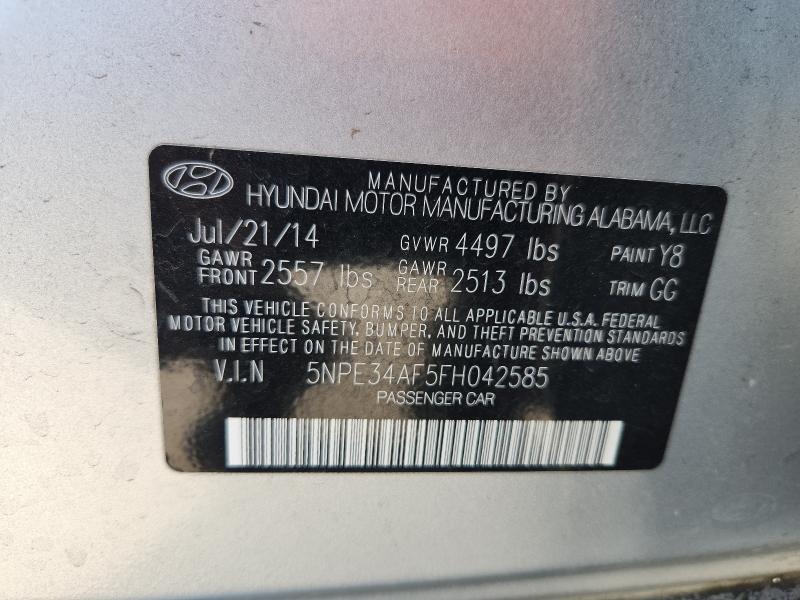 MANUFACTURED BY
HYUNDAI MOTOR MANUFACTURING ALABAMA, LLC
Jul/21/14 GVWR 4497 lbs PAINT Y8
GAWR FRONT 2557 lbs GAWR REAR 2513 lbs TRIM GG
THIS VEHICLE CONFORMS TO ALL APPLICABLE U.S.A. FEDERAL
MOTOR VEHICLE SAFETY, BUMPER, AND THEFT PREVENTION STANDARDS
IN EFFECT ON THE DATE OF MANUFACTURE SHOWN ABOVE
V.I.N 5NPE34AF5FH042585
PASSENGER CAR